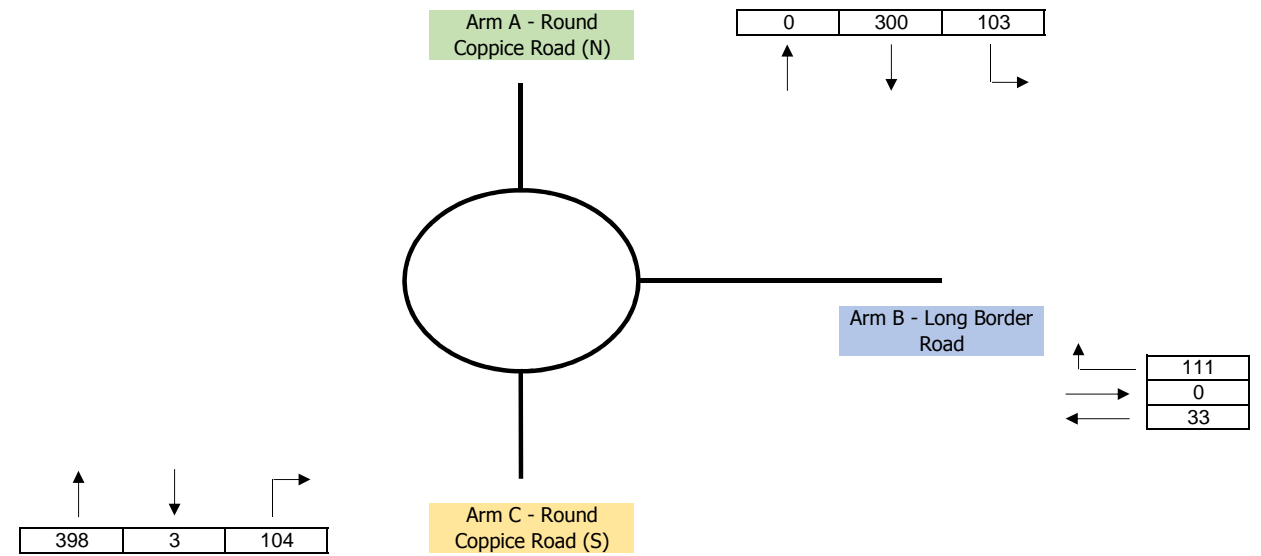 Arm A - Round
Coppice Road (N)
0 300 103
Arm B - Long Border
Road
111
0
33
Arm C - Round
Coppice Road (S)
398 3 104